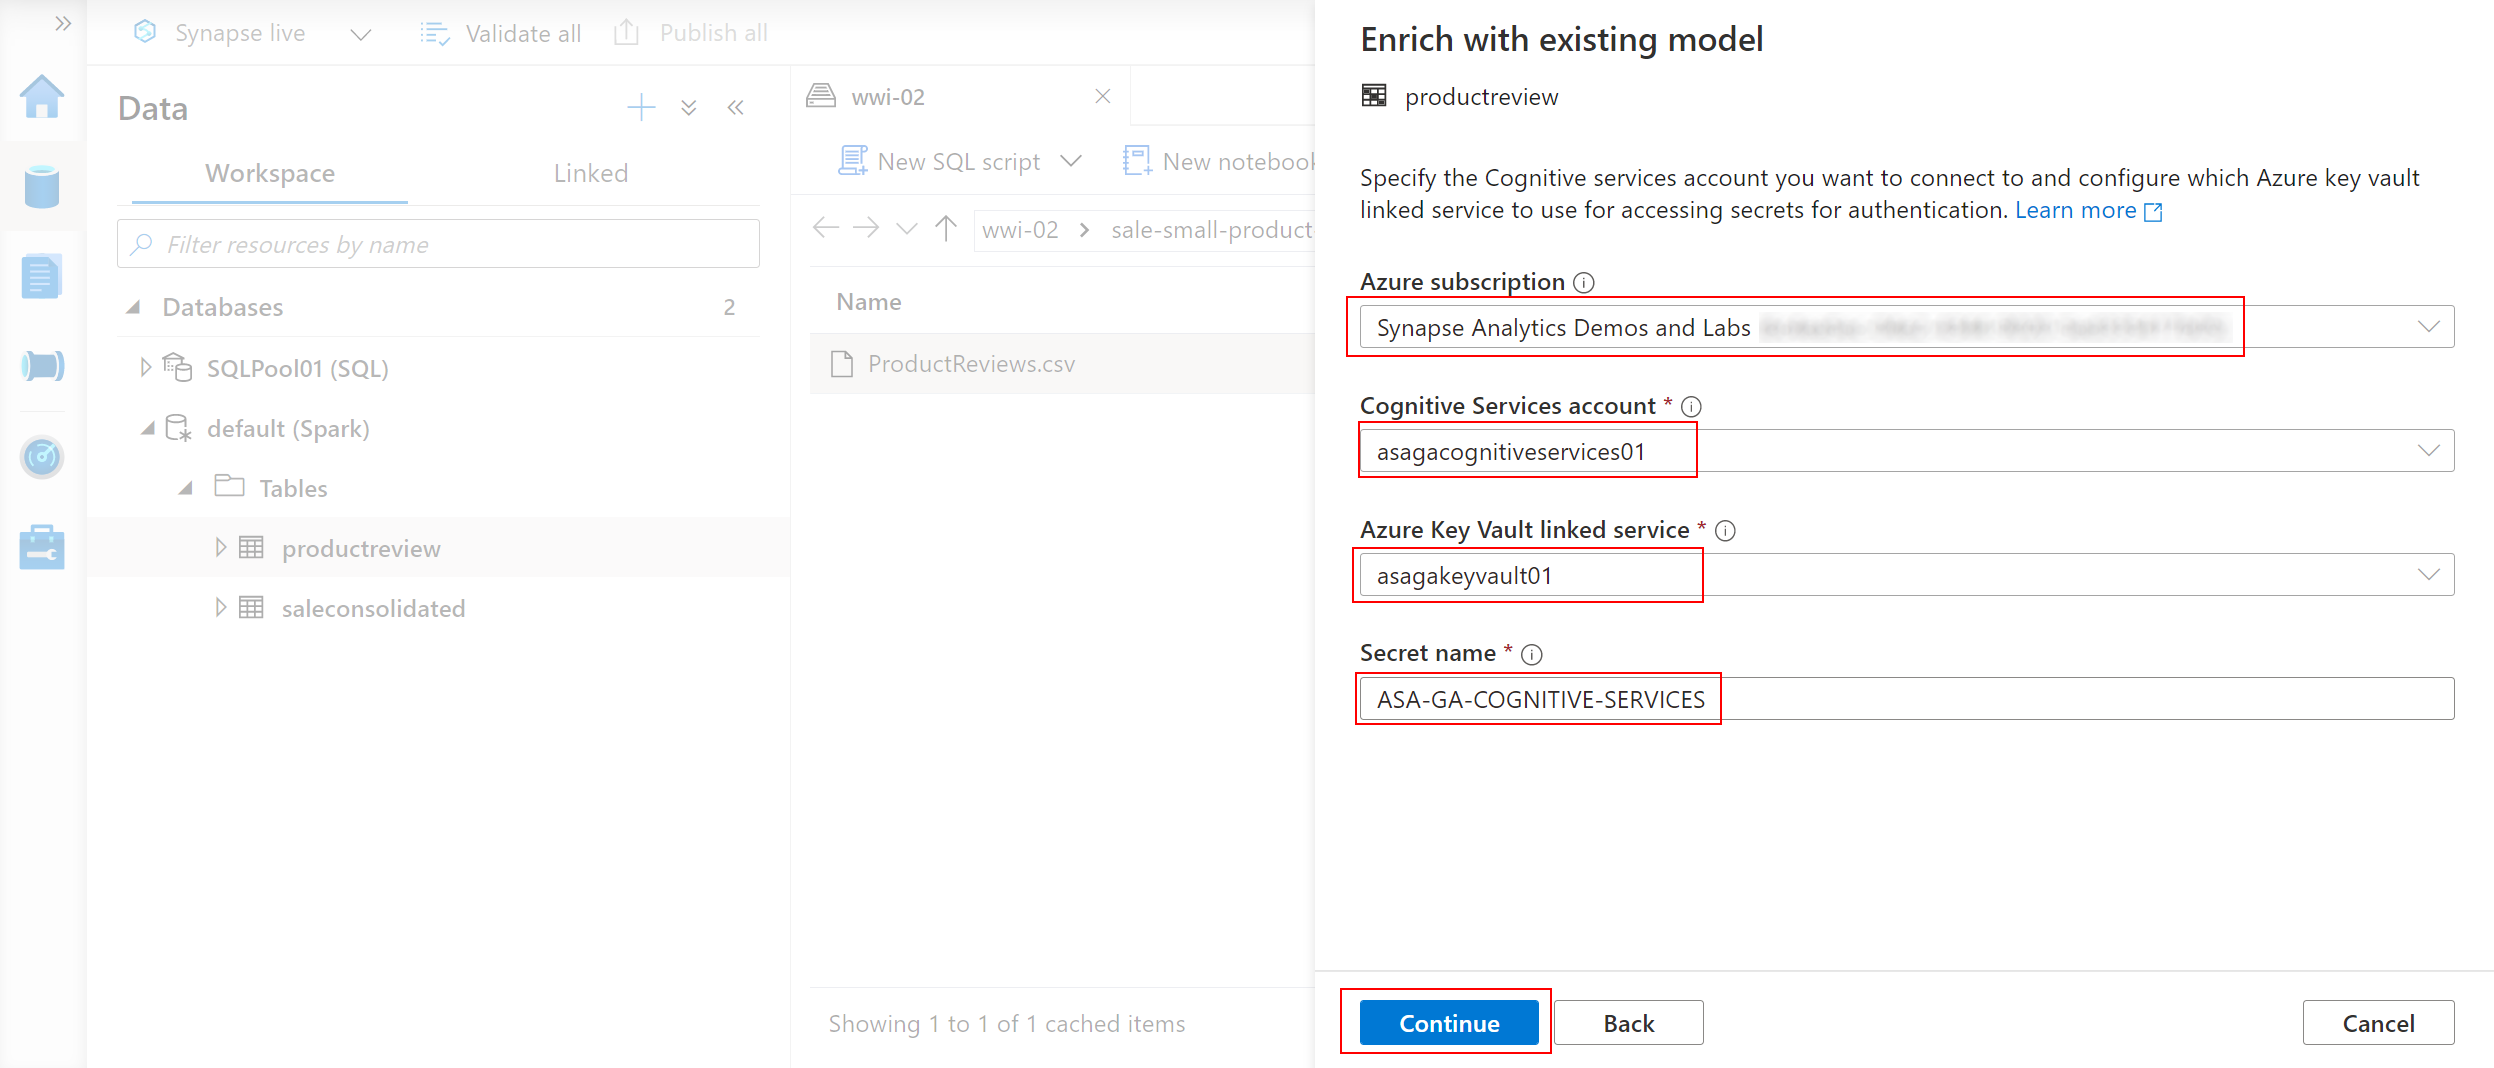 Synapse live
Validate all
Publish all
Data
Workspace
Linked
Filter resources by name
Databases
2
SQLPool01 (SQL)
default (Spark)
Tables
productreview
saleconsolidated
wwi-02
New SQL script
New notebook
wwi-02
sale-small-product
Name
ProductReviews.csv
Showing 1 to 1 of 1 cached items
Enrich with existing model
productreview
Specify the Cognitive services account you want to connect to and configure which Azure key vault
linked service to use for accessing secrets for authentication. Learn more
Azure subscription
Synapse Analytics Demos and Labs
Cognitive Services account *
asagacognitiveservices01
Azure Key Vault linked service *
asagakeyvault01
Secret name *
ASA-GA-COGNITIVE-SERVICES
Continue
Back
Cancel